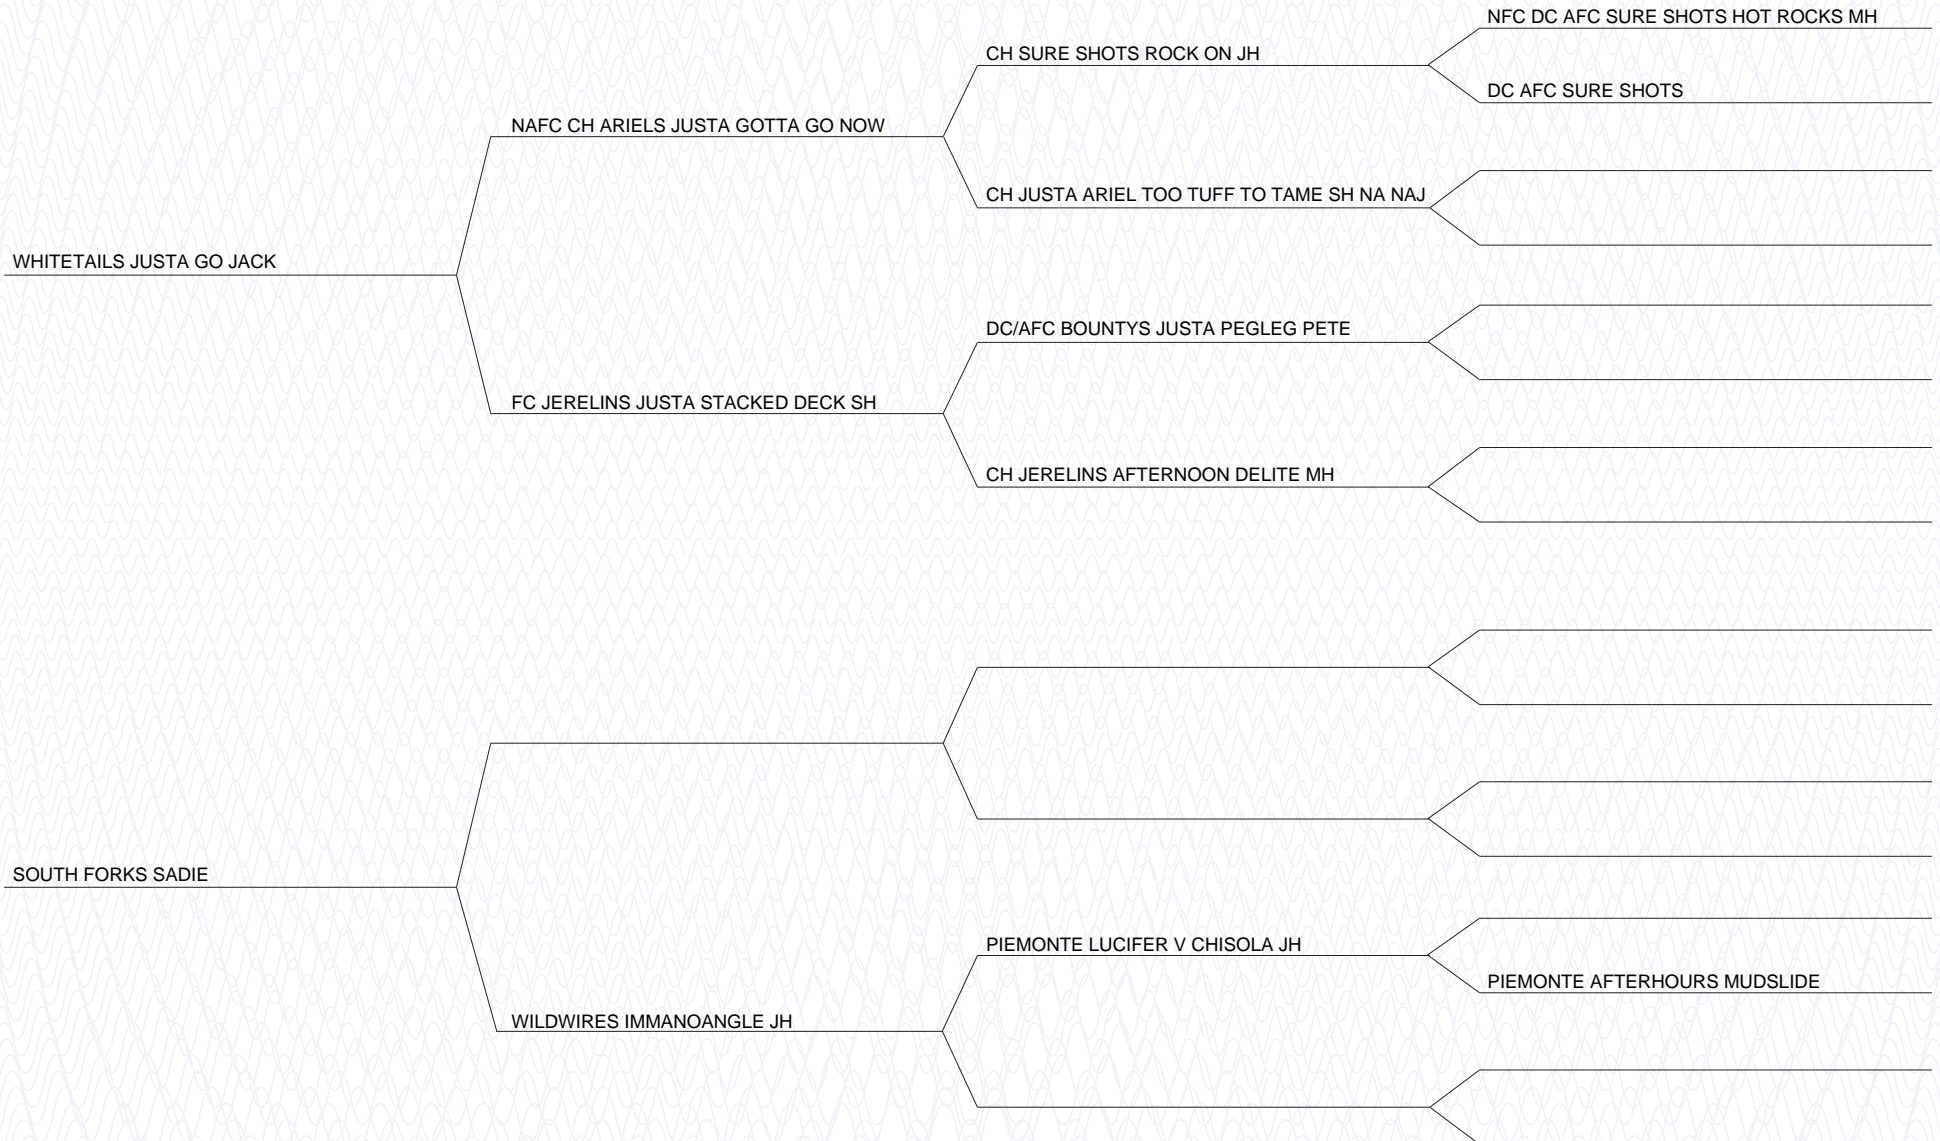 NFC DC AFC SURE SHOTS HOT ROCKS MH
CH SURE SHOTS ROCK ON JH
DC AFC SURE SHOTS
NAFC CH ARIELS JUSTA GOTTA GO NOW
CH JUSTA ARIEL TOO TUFF TO TAME SH NA NAJ
WHITETAILS JUSTA GO JACK
DC/AFC BOUNTYS JUSTA PEGLEG PETE
FC JERELINS JUSTA STACKED DECK SH
CH JERELINS AFTERNOON DELITE MH
SOUTH FORKS SADIE
PIEMONTE LUCIFER V CHISOLA JH
PIEMONTE AFTERHOURS MUDSLIDE
WILDWIRES IMMANOANGLE JH